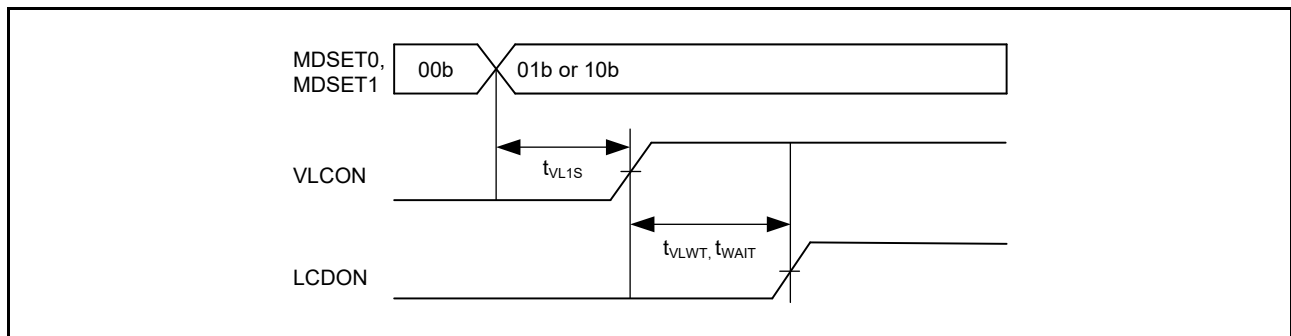 MDSET0,
MDSET1
00b
01b or 10b
tVL1S
VLCON
tVLWT, tWAIT
LCDON